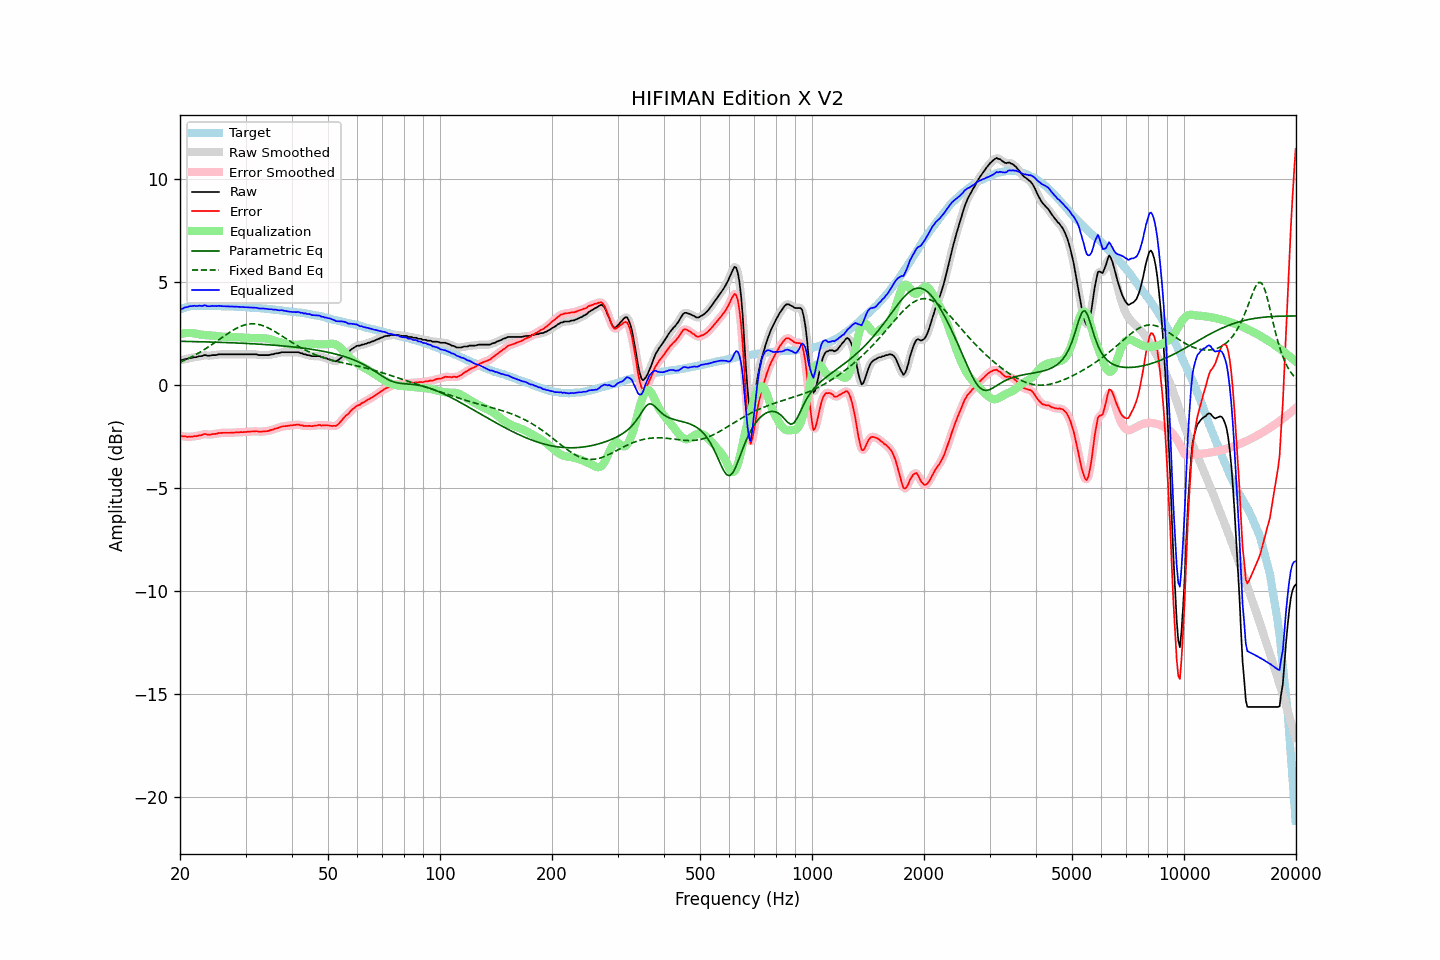 HIFIMAN Edition X V2
Target
Raw Smoothed
Error Smoothed
Raw
Error
Equalization
Parametric Eq
Fixed Band Eq
Equalized
Amplitude (dBr)
10
5
0
−5
−10
−15
−20
20
50
100
200
500
1000
2000
5000
10000
20000
Frequency (Hz)